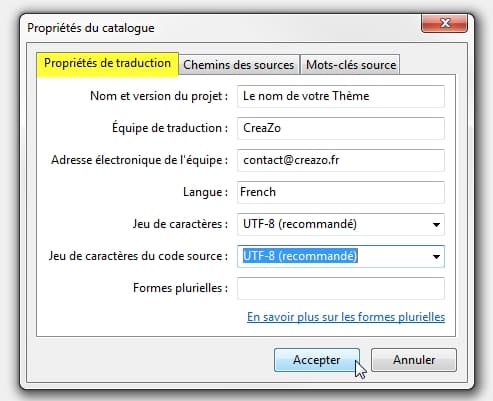 Propriétés du catalogue
Propriétés de traduction
Chemins des sources
Mots-clés source
Nom et version du projet : Le nom de votre Thème
Équipe de traduction : CreaZo
Adresse électronique de l'équipe : contact@creazo.fr
Langue : French
Jeu de caractères : UTF-8 (recommandé)
Jeu de caractères du code source : UTF-8 (recommandé)
Formes plurielles :
En savoir plus sur les formes plurielles
Accepter
Annuler